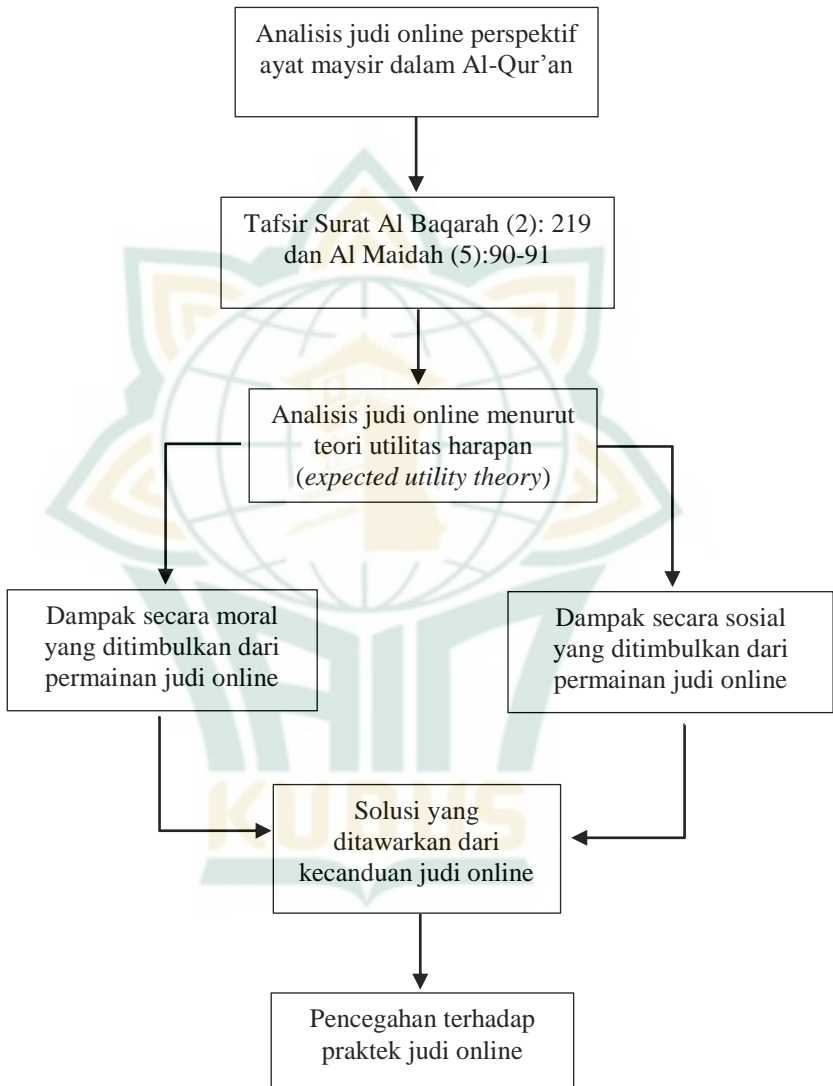 Analisis judi online perspektif
ayat maysir dalam Al-Qur’an
Tafsir Surat Al Baqarah (2): 219
dan Al Maidah (5):90-91
Analisis judi online menurut
teori utilitas harapan
(expected utility theory)
Dampak secara moral
yang ditimbulkan dari
permainan judi online
Dampak secara sosial
yang ditimbulkan dari
permainan judi online
IAIN
KUDUS
Solusi yang
ditawarkan dari
kecanduan judi online
Pencegahan terhadap
praktek judi online